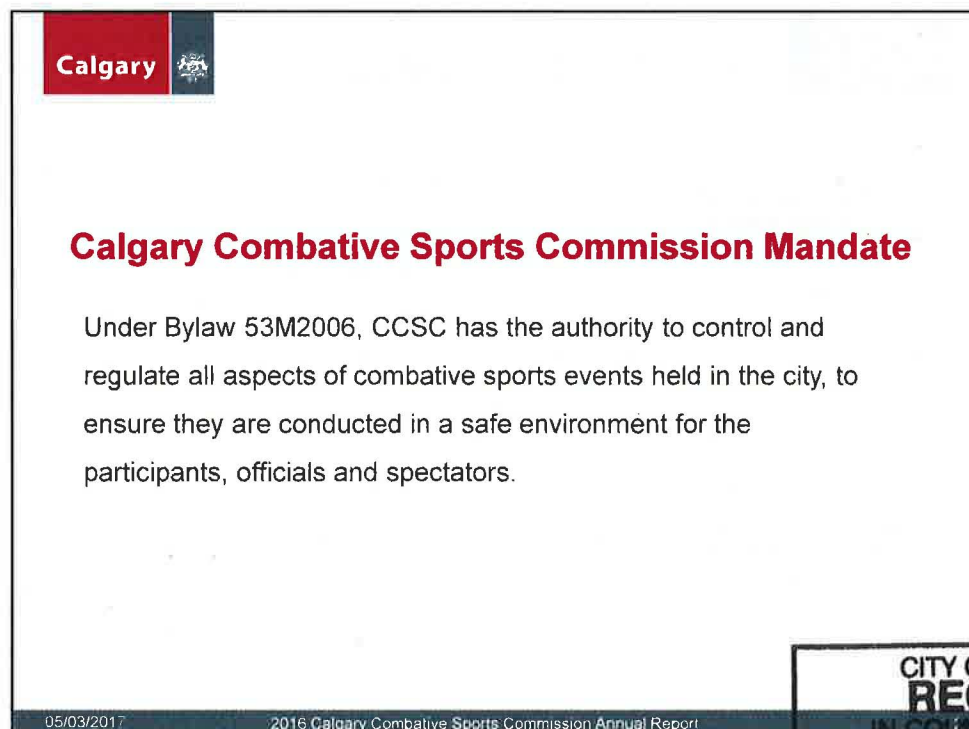 Calgary
Calgary Combative Sports Commission Mandate
Under Bylaw 53M2006, CCSC has the authority to control and
regulate all aspects of combative sports events held in the city, to
ensure they are conducted in a safe environment for the
participants, officials and spectators.
CITY
05/03/2017
2016 Calgary Combative Sports Commission Annual Report